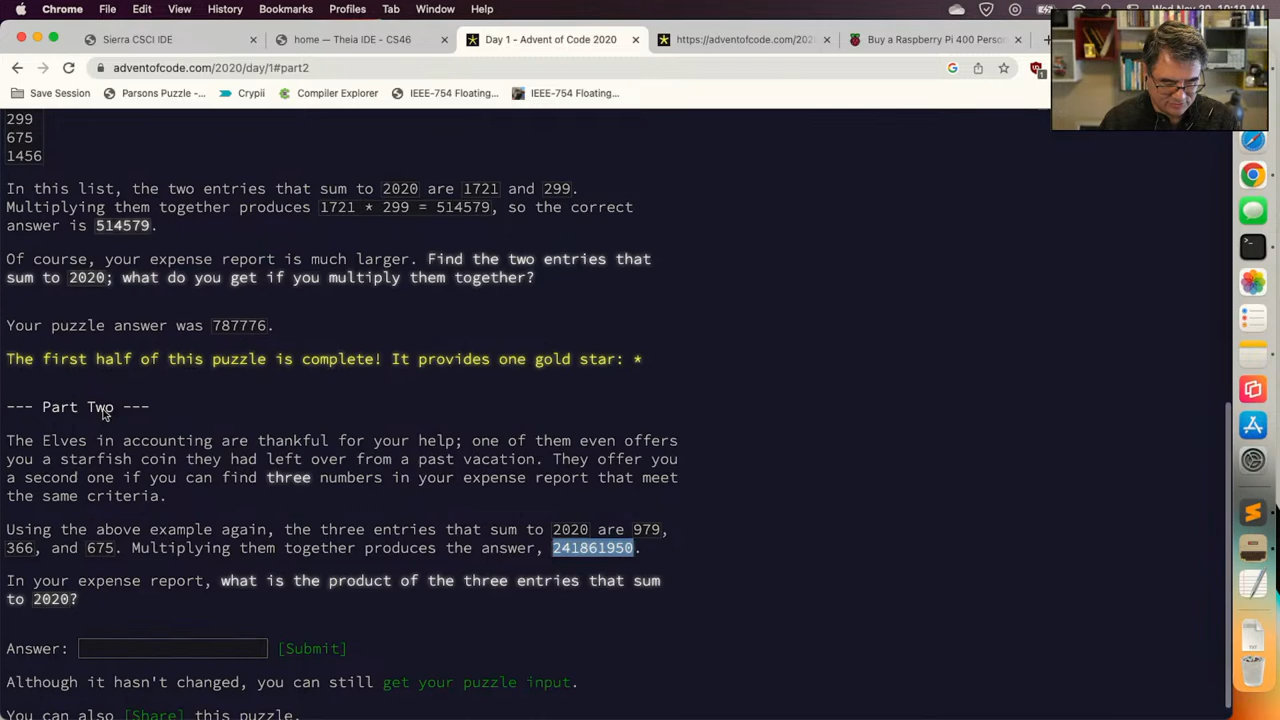 Chrome File Edit View History Bookmarks Profiles Tab Window Help
Sierra CSCI IDE
home — Theia IDE - CS46
Day 1 - Advent of Code 2020
https://adventofcode.com/202
Buy a Raspberry Pi 400 Perso
adventofcode.com/2020/day/1#part2
Save Session
Parsons Puzzle -...
Crypii
Compiler Explorer
IEEE-754 Floating...
IEEE-754 Floating...
299
675
1456
In this list, the two entries that sum to 2020 are 1721 and 299.
Multiplying them together produces 1721 * 299 = 514579, so the correct
answer is 514579.
Of course, your expense report is much larger. Find the two entries that
sum to 2020; what do you get if you multiply them together?
Your puzzle answer was 787776.
The first half of this puzzle is complete! It provides one gold star: *
--- Part Two ---
The Elves in accounting are thankful for your help; one of them even offers
you a starfish coin they had left over from a past vacation. They offer you
a second one if you can find three numbers in your expense report that meet
the same criteria.
Using the above example again, the three entries that sum to 2020 are 979,
366, and 675. Multiplying them together produces the answer, 241861950.
In your expense report, what is the product of the three entries that sum
to 2020?
Answer: [Submit]
Although it hasn't changed, you can still get your puzzle input.
You can also [Share] this puzzle.